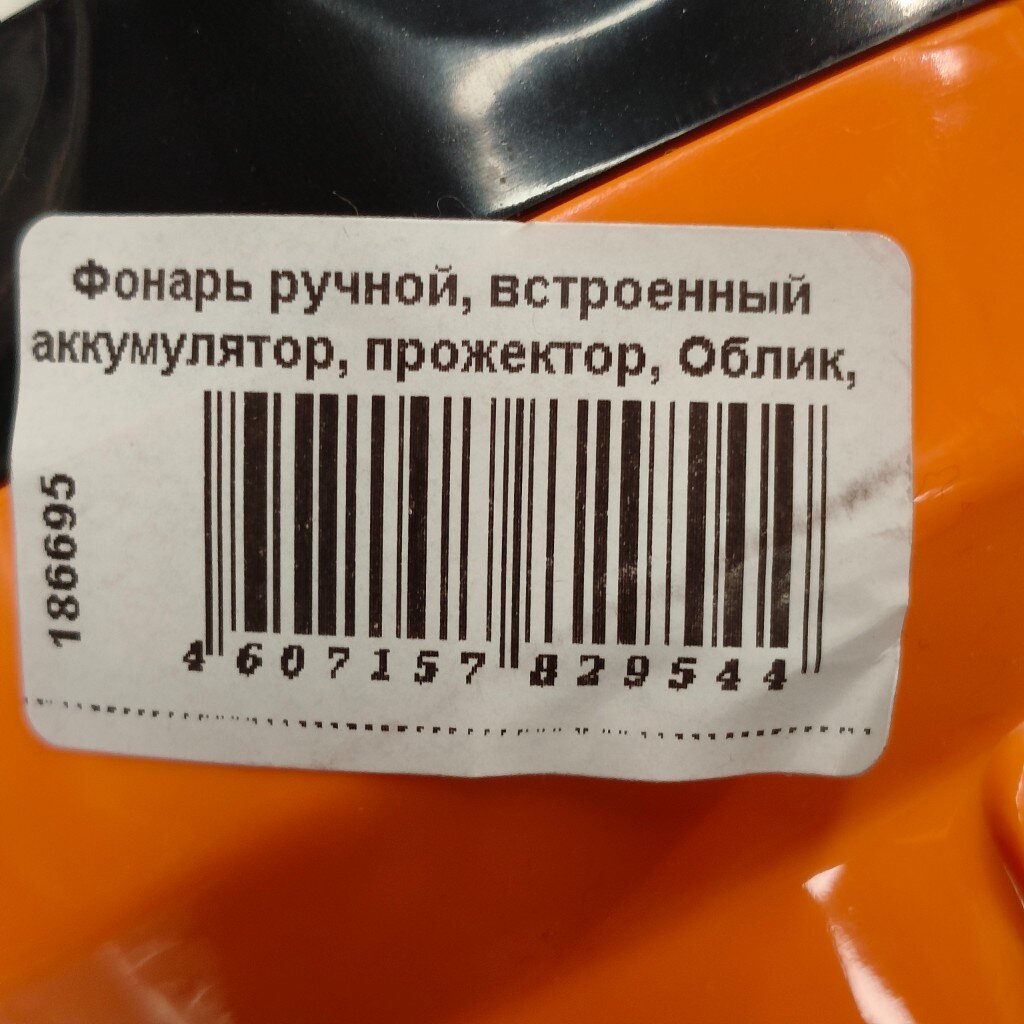 Фонарь ручной, встроенный
аккумулятор, прожектор, Облик,
186695
4 607157 829544